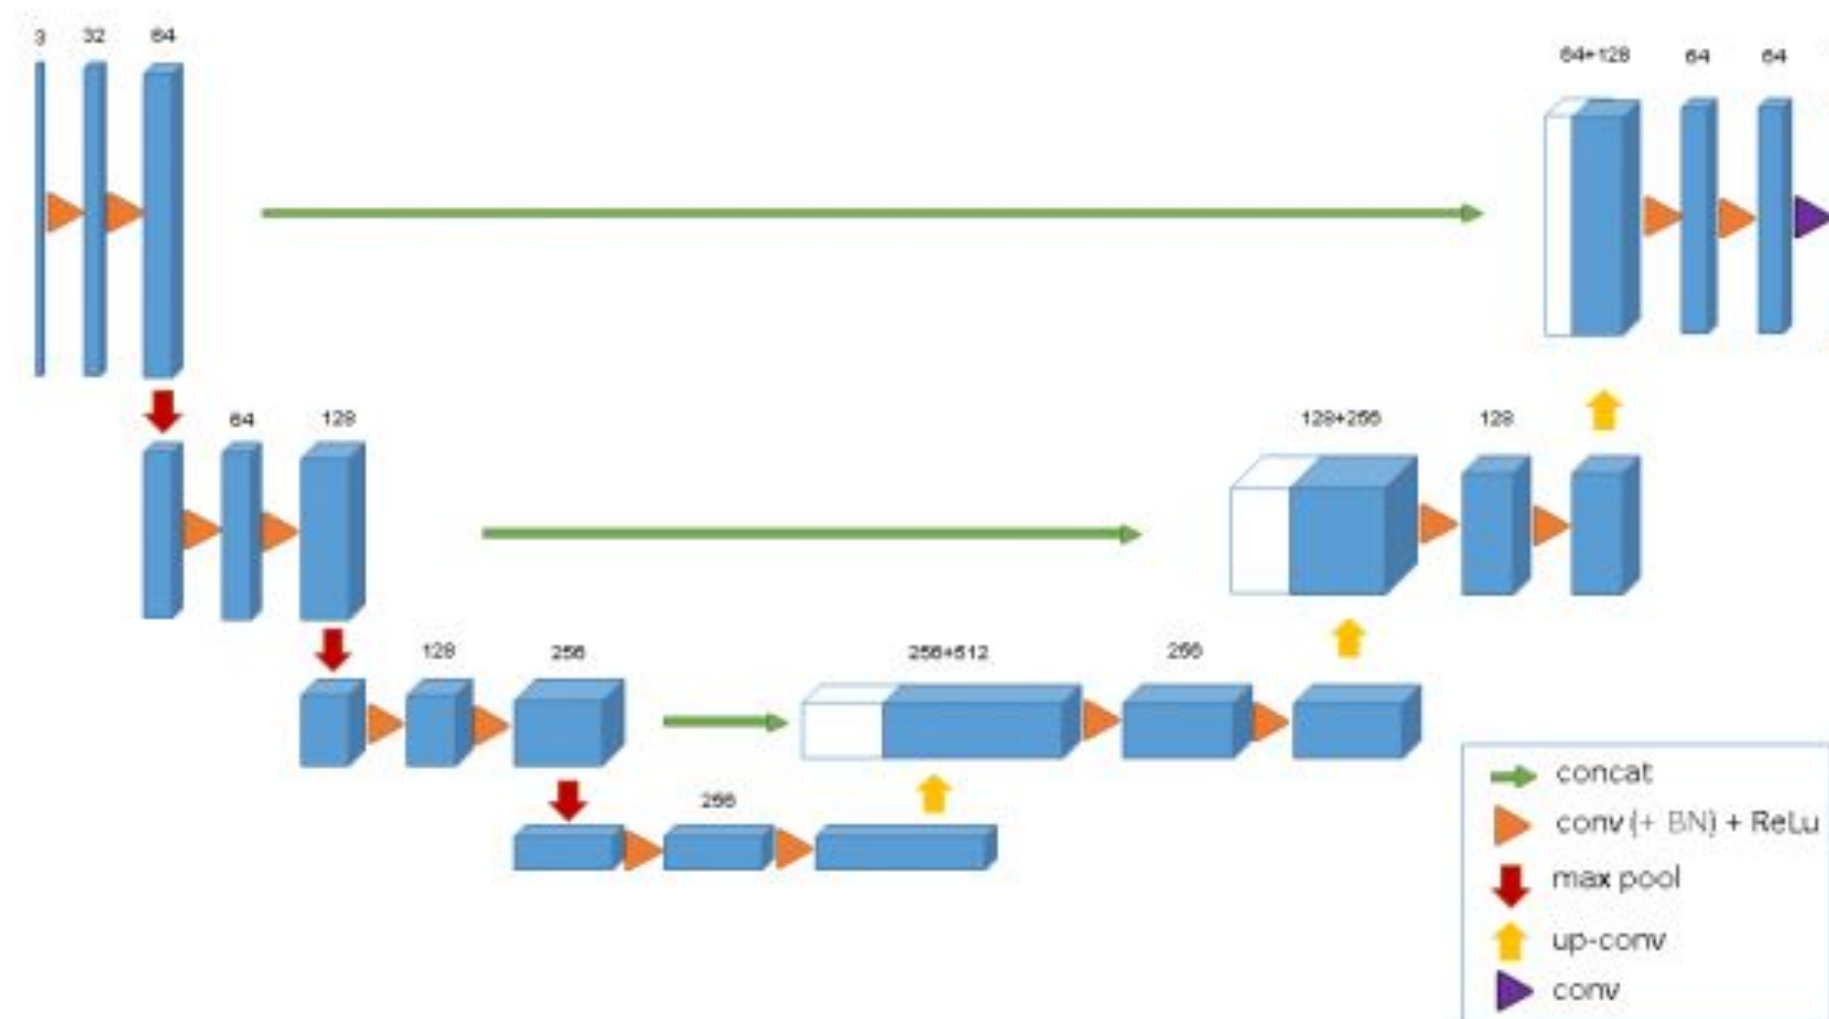 3 32 64
64+128 64 64
64 128
128+256 128
128 256
256+512 256
256
concat
conv (+ BN) + ReLu
max pool
up-conv
conv